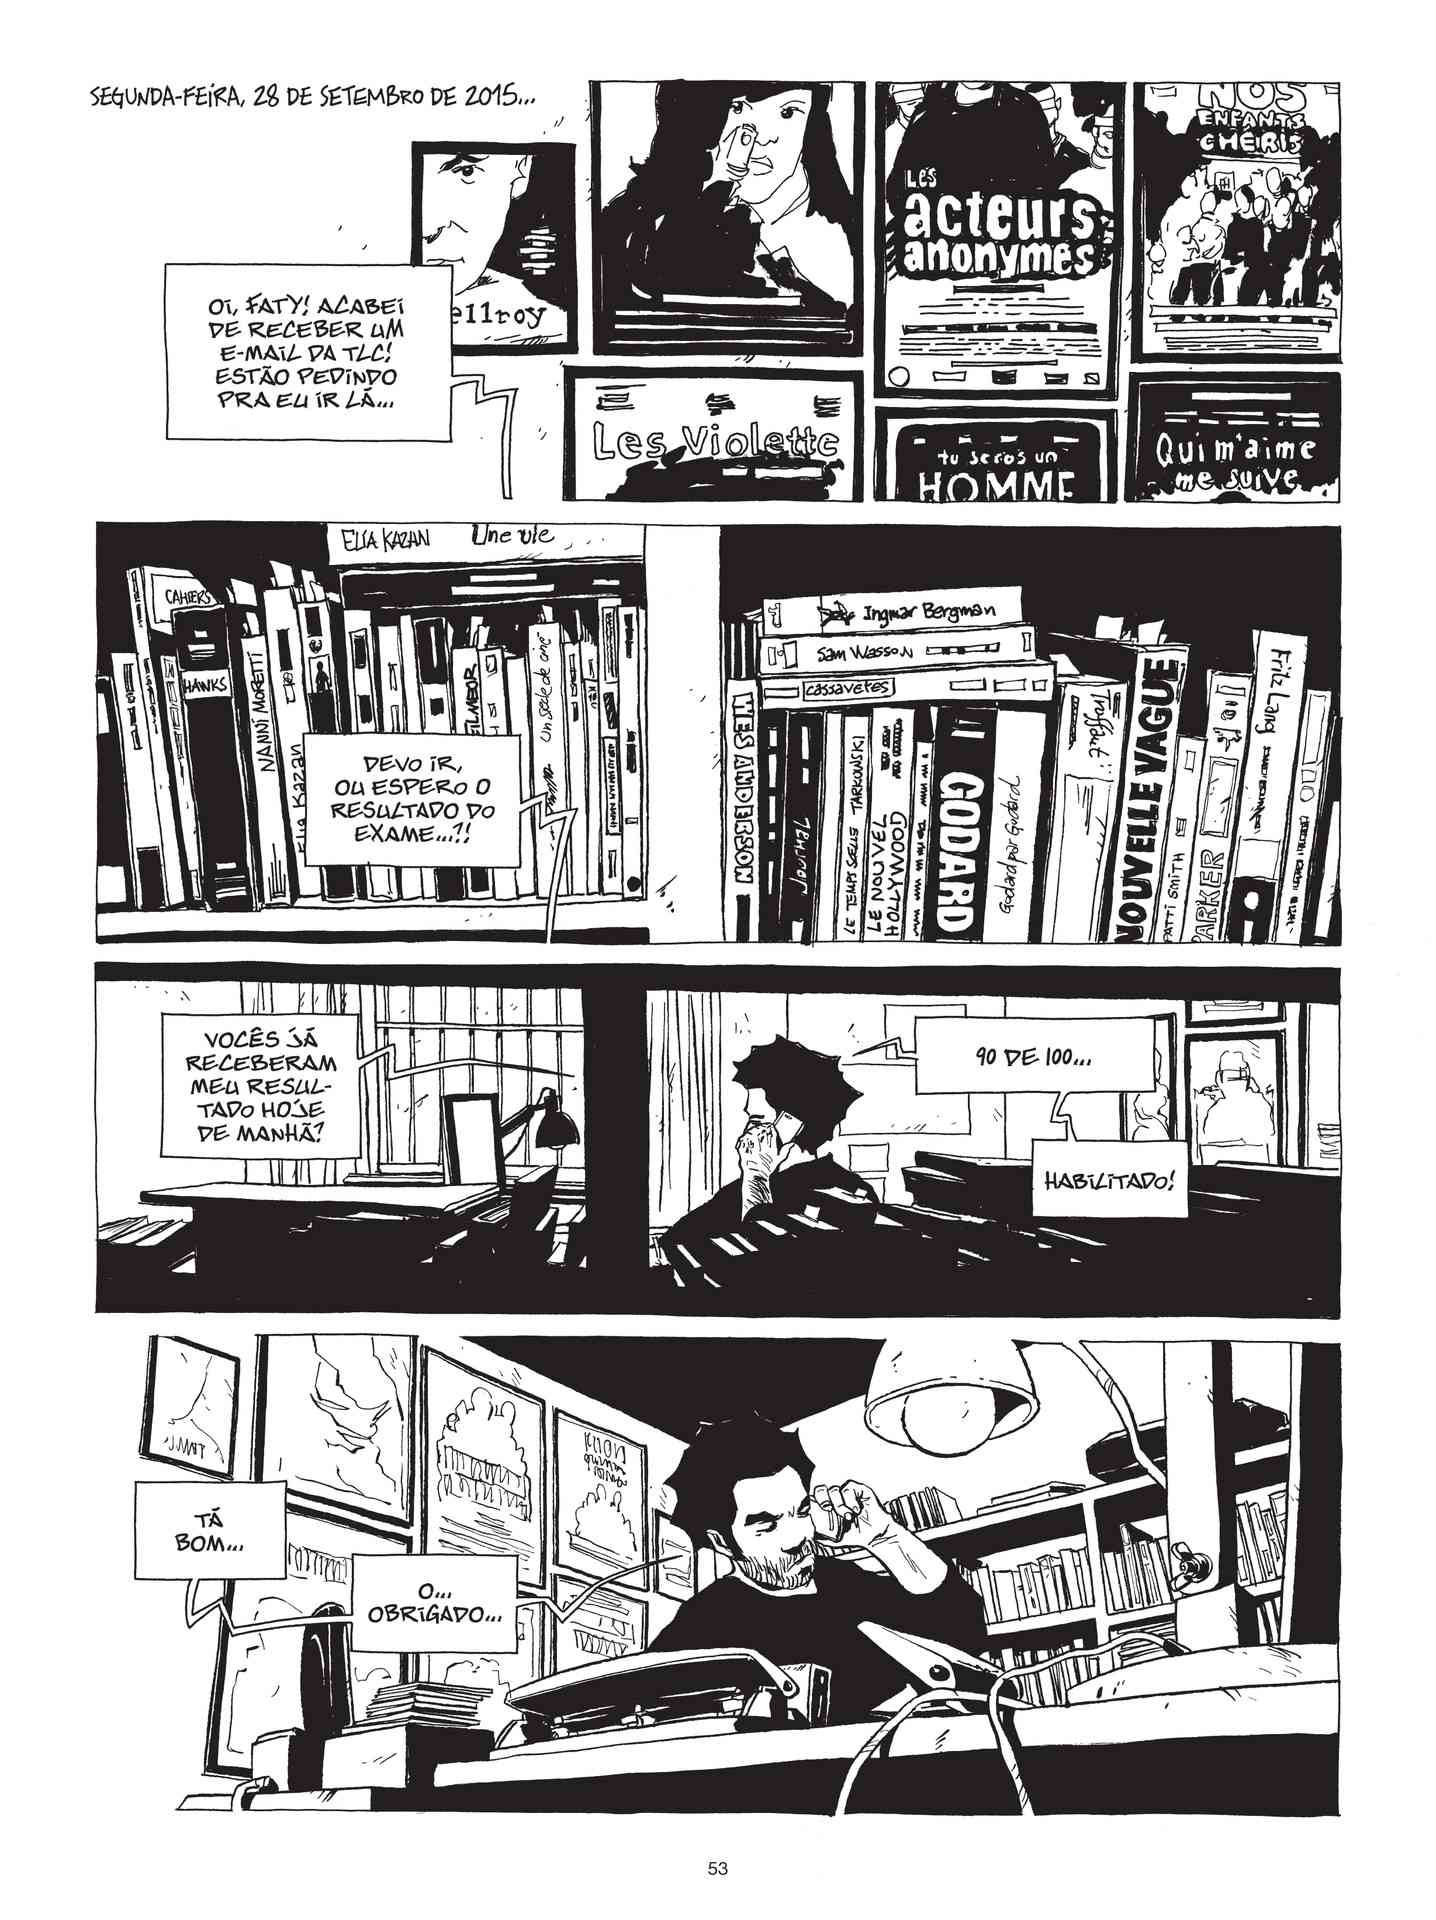 SEGUNDA-FEIRA, 28 DE SETEMBRO DE 2015...
ellroy
LES
acteurs
anonymes
NOS
ENFANTS
CHÉRIS
OI, FATY! ACABEI
DE RECEBER UM
E-MAIL DA TLC!
ESTÃO PEDINDO
PRA EU IR LÁ...
Les Violette
tu seras un
HOMME
Qui m'aime
me suive
ELIA KAZAN Une vie
CAHIERS
HAWKS
NANNI MORETTI
Elia Kazan
Un siècle de ciné
DEVO IR,
OU ESPERO O
RESULTADO DO
EXAME...?!
Ingmar Bergman
SAM WASSON
CASSAVETES
WES ANDERSON
JOURNAL
LE TEMPS SCELLÉ TARKOVSKI
LE NOUVEL
HOLLYWOOD
GODARD
Godard par Godard
Truffaut
NOUVELLE VAGUE
PATTI SMITH
PARKER
Fritz Lang
VOCÊS JÁ
RECEBERAM
MEU RESUL-
TADO HOJE
DE MANHÃ?
90 DE 100...
HABILITADO!
TÁ
BOM...
O...
OBRIGADO...
53